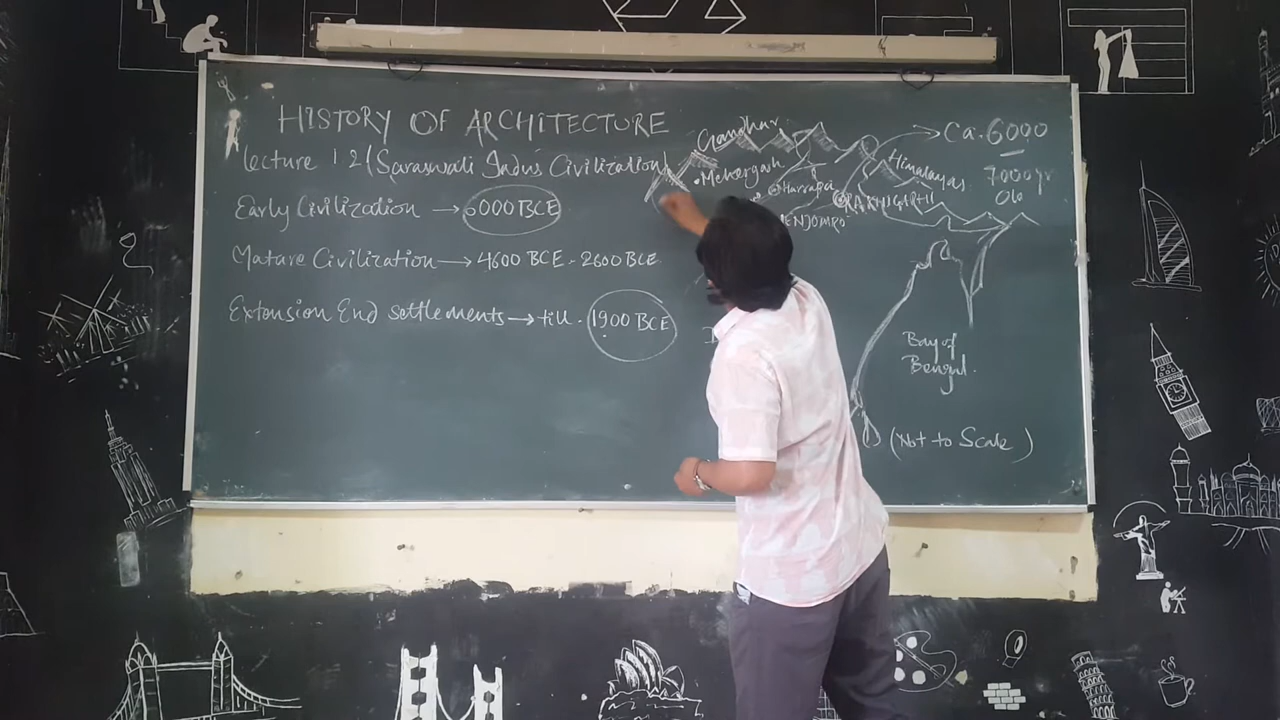 HISTORY OF ARCHITECTURE
Lecture 12 (Saraswati Indus Civilization)
Early Civilization → 6000 BCE
Mature Civilization → 4600 BCE - 2600 BCE
Extension End settlements → till. 1900 BCE
Gandhar
• Mehergarh
Harrapa
ENJOMPO
RAKHIGARHI
Himalayas
Ca. 6000
7000 yr
Old
Bay of
Bengal.
(Not to Scale)